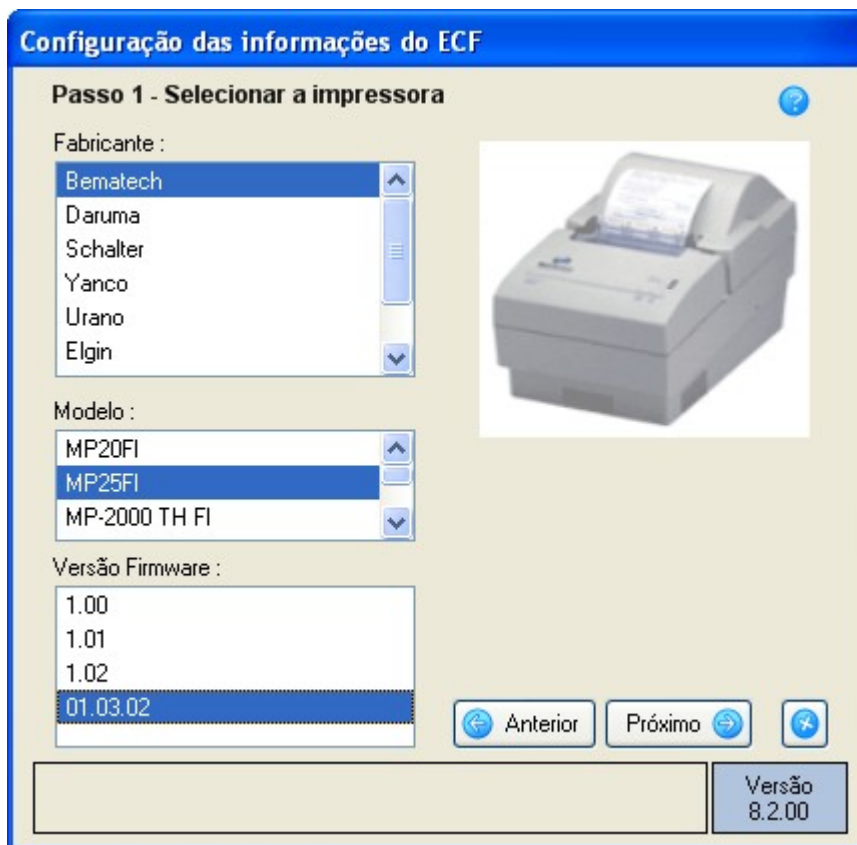 Configuração das informações do ECF
Passo 1 - Selecionar a impressora
Fabricante :
Bematech
Daruma
Schalter
Yanco
Urano
Elgin
Modelo :
MP20FI
MP25FI
MP-2000 TH FI
Versão Firmware :
1.00
1.01
1.02
01.03.02
Anterior
Próximo
Versão
8.2.00